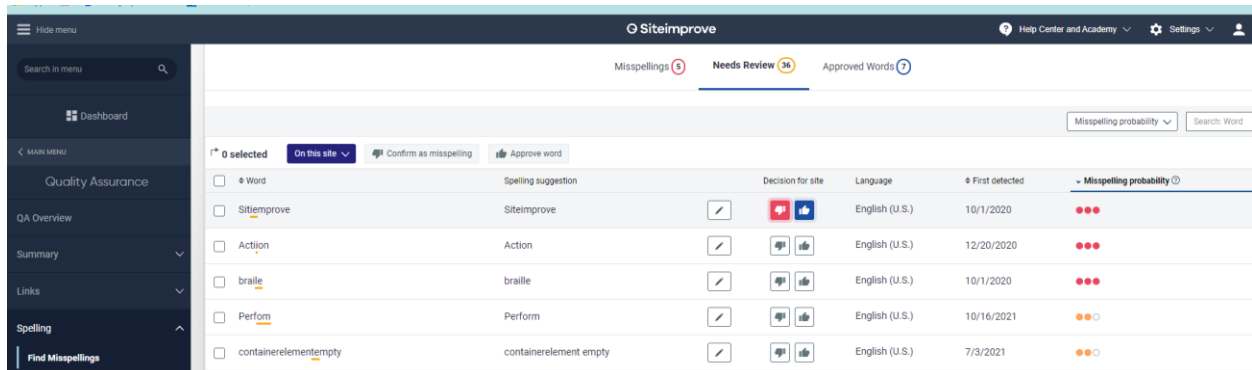 Hide menu
Siteimprove
Help Center and Academy
Settings
Search in menu
Misspellings 5
Needs Review 36
Approved Words 7
Dashboard
Misspelling probability
Search: Word
MAIN MENU
0 selected
On this site
Confirm as misspelling
Approve word
Quality Assurance
Word
Spelling suggestion
Decision for site
Language
First detected
Misspelling probability
QA Overview
Sitiemprove
Siteimprove
English (U.S.)
10/1/2020
Summary
Actiion
Action
English (U.S.)
12/20/2020
Links
braile
braille
English (U.S.)
10/1/2020
Spelling
Perfom
Perform
English (U.S.)
10/16/2021
Find Misspellings
containerelementempty
containerelement empty
English (U.S.)
7/3/2021